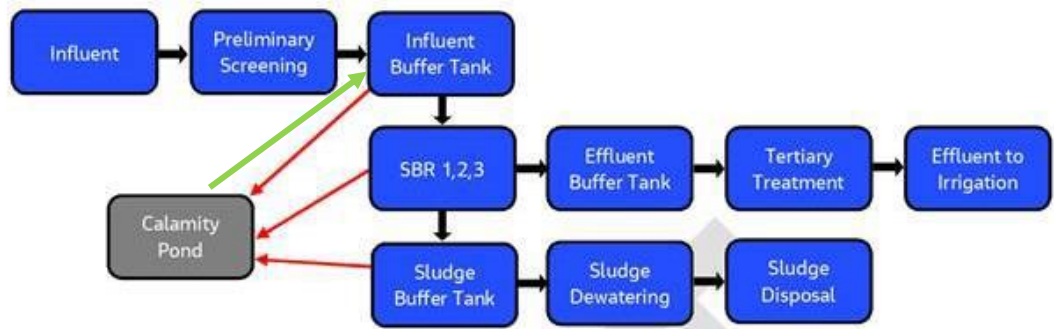 Influent
Preliminary
Screening
Influent
Buffer Tank
SBR 1,2,3
Effluent
Buffer Tank
Tertiary
Treatment
Effluent to
Irrigation
Calamity
Pond
Sludge
Buffer Tank
Sludge
Dewatering
Sludge
Disposal